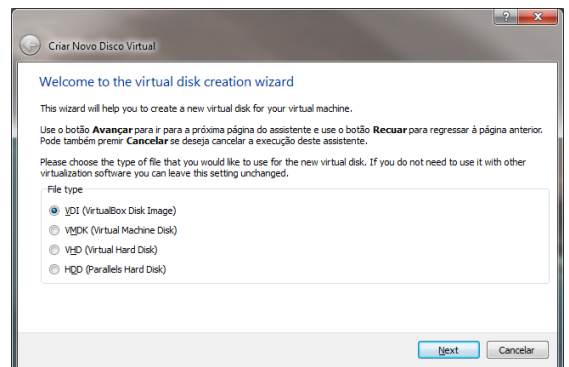 Criar Novo Disco Virtual
Welcome to the virtual disk creation wizard
This wizard will help you to create a new virtual disk for your virtual machine.
Use o botão Avançar para ir para a próxima página do assistente e use o botão Recuar para regressar à página anterior.
Pode também premir Cancelar se deseja cancelar a execução deste assistente.
Please choose the type of file that you would like to use for the new virtual disk. If you do not need to use it with other
virtualization software you can leave this setting unchanged.
File type
VDI (VirtualBox Disk Image)
VMDK (Virtual Machine Disk)
VHD (Virtual Hard Disk)
HDD (Parallels Hard Disk)
Next Cancelar